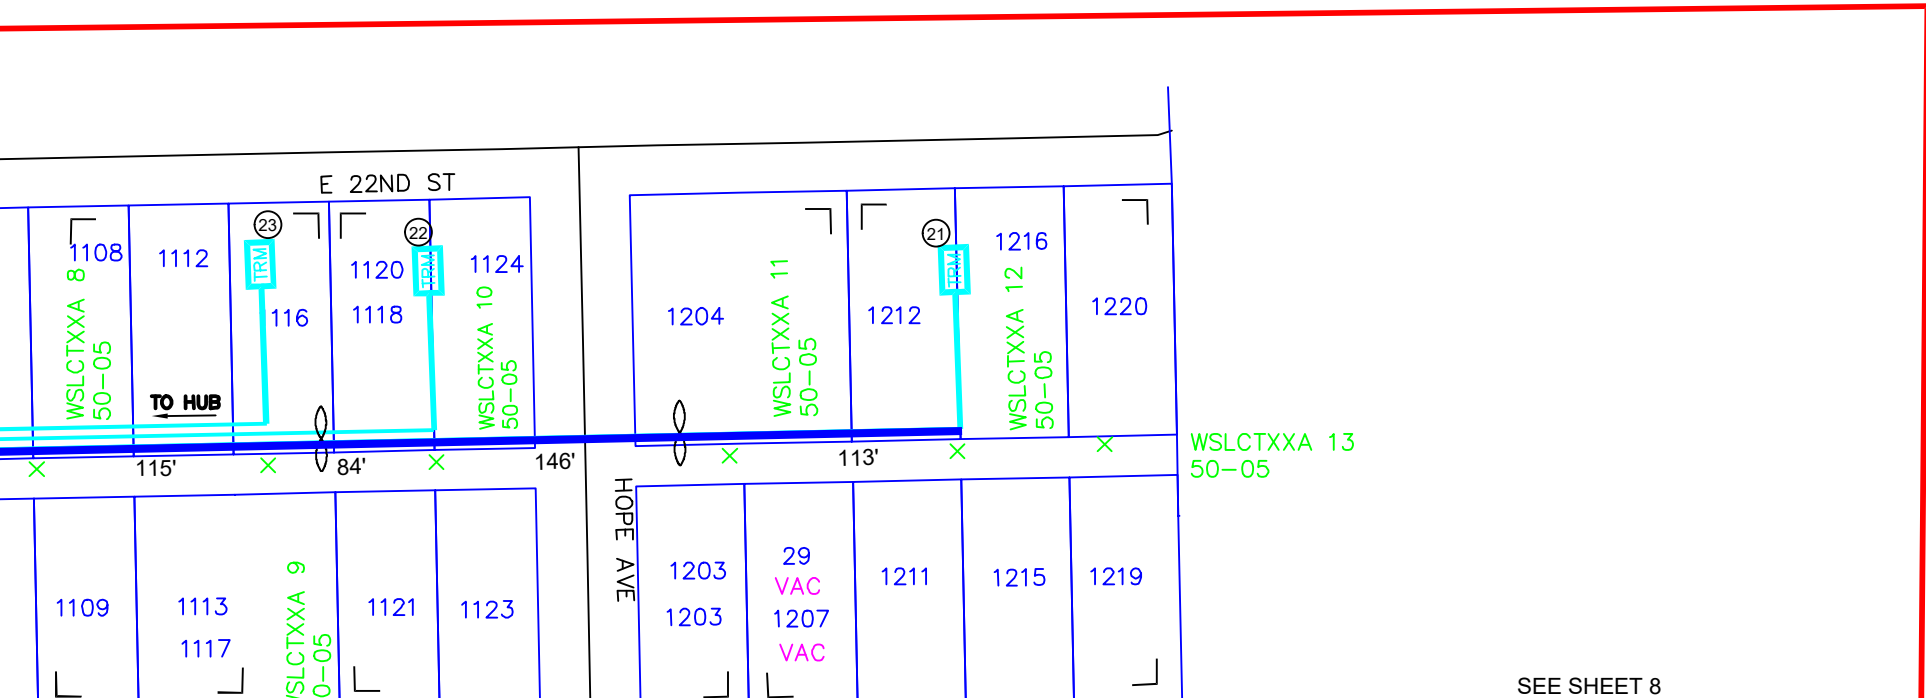 E 22ND ST
23
22
21
1108
1112
TRM
116
1120
1118
TRM
1124
1204
1212
TRM
1216
1220
WSLCTXXA 8
50-05
WSLCTXXA 10
50-05
WSLCTXXA 11
50-05
WSLCTXXA 12
50-05
TO HUB
WSLCTXXA 13
50-05
115'
84'
146'
113'
HOPE AVE
1109
1113
1117
WSLCTXXA 9
0-05
1121
1123
1203
1203
29
VAC
1207
VAC
1211
1215
1219
SEE SHEET 8